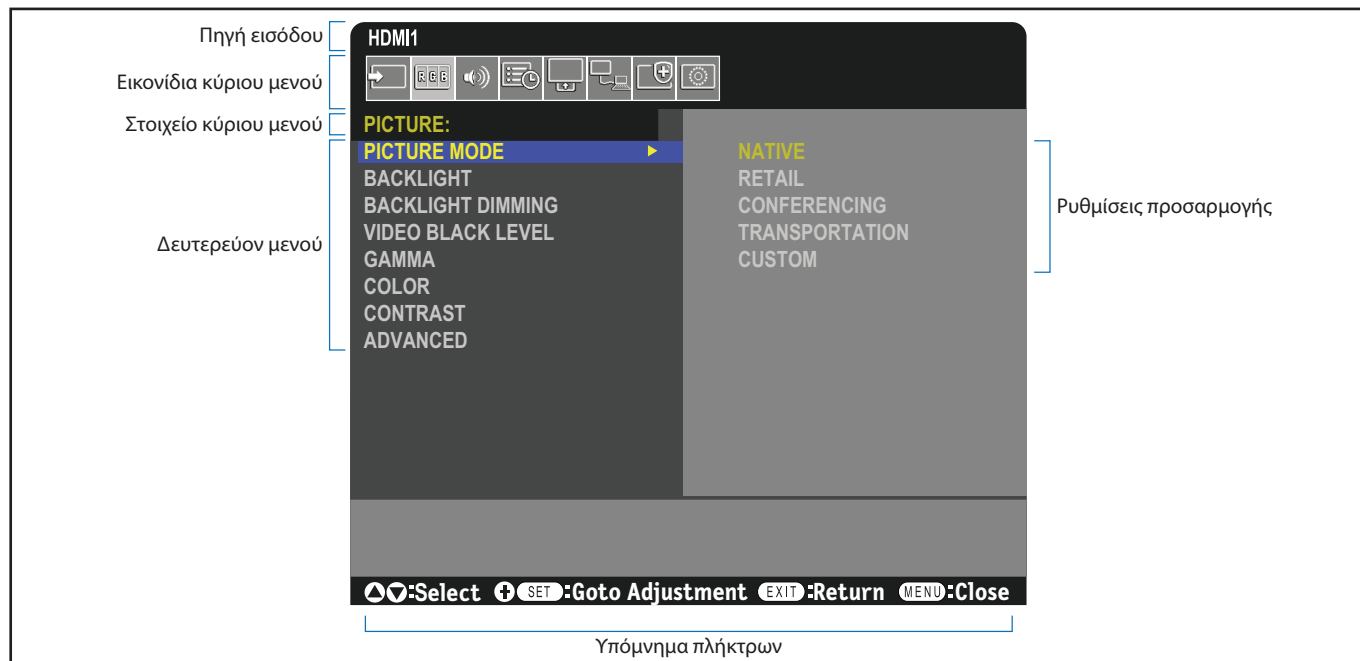 Πηγή εισόδου
HDMI1
Εικονίδια κύριου μενού
RGB
Στοιχείο κύριου μενού
PICTURE:
Δευτερεύον μενού
PICTURE MODE
BACKLIGHT
BACKLIGHT DIMMING
VIDEO BLACK LEVEL
GAMMA
COLOR
CONTRAST
ADVANCED
NATIVE
RETAIL
CONFERENCING
TRANSPORTATION
CUSTOM
Ρυθμίσεις προσαρμογής
:Select SET :Goto Adjustment EXIT :Return MENU :Close
Υπόμνημα πλήκτρων